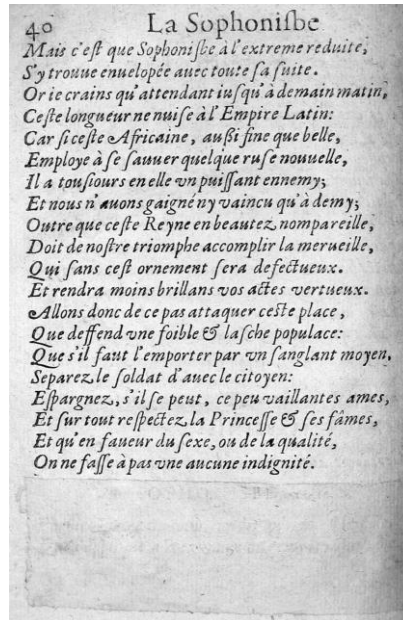 40 La Sophonisbe
Mais c'est que Sophonisbe à l'extreme reduite,
S'y trouue enuelopée auec toute sa suite.
Or ie crains qu'attendant iusqu'à demain matin,
Ceste longueur ne nuise à l'Empire Latin:
Car si ceste Africaine, außi fine que belle,
Employe à se sauuer quelque ruse nouuelle,
Il a tousiours en elle vn puissant ennemy;
Et nous n'auons gaigné ny vaincu qu'à demy;
Outre que ceste Reyne en beautez nompareille,
Doit de nostre triomphe accomplir la merueille,
Qui sans cest ornement sera defectueux.
Et rendra moins brillans vos actes vertueux.
Allons donc de ce pas attaquer ceste place,
Que deffend vne foible & lasche populace:
Que s'il faut l'emporter par vn sanglant moyen,
Separez le soldat d'auec le citoyen:
Espargnez, s'il se peut, ce peu vaillantes ames,
Et sur tout respectez la Princesse & ses fâmes,
Et qu'en faueur du sexe, ou de la qualité,
On ne fasse à pas vne aucune indignité.